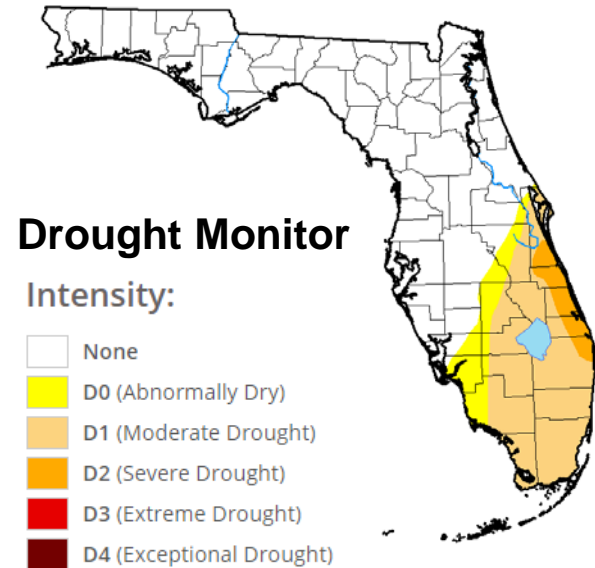 Drought Monitor
Intensity:
None
D0 (Abnormally Dry)
D1 (Moderate Drought)
D2 (Severe Drought)
D3 (Extreme Drought)
D4 (Exceptional Drought)